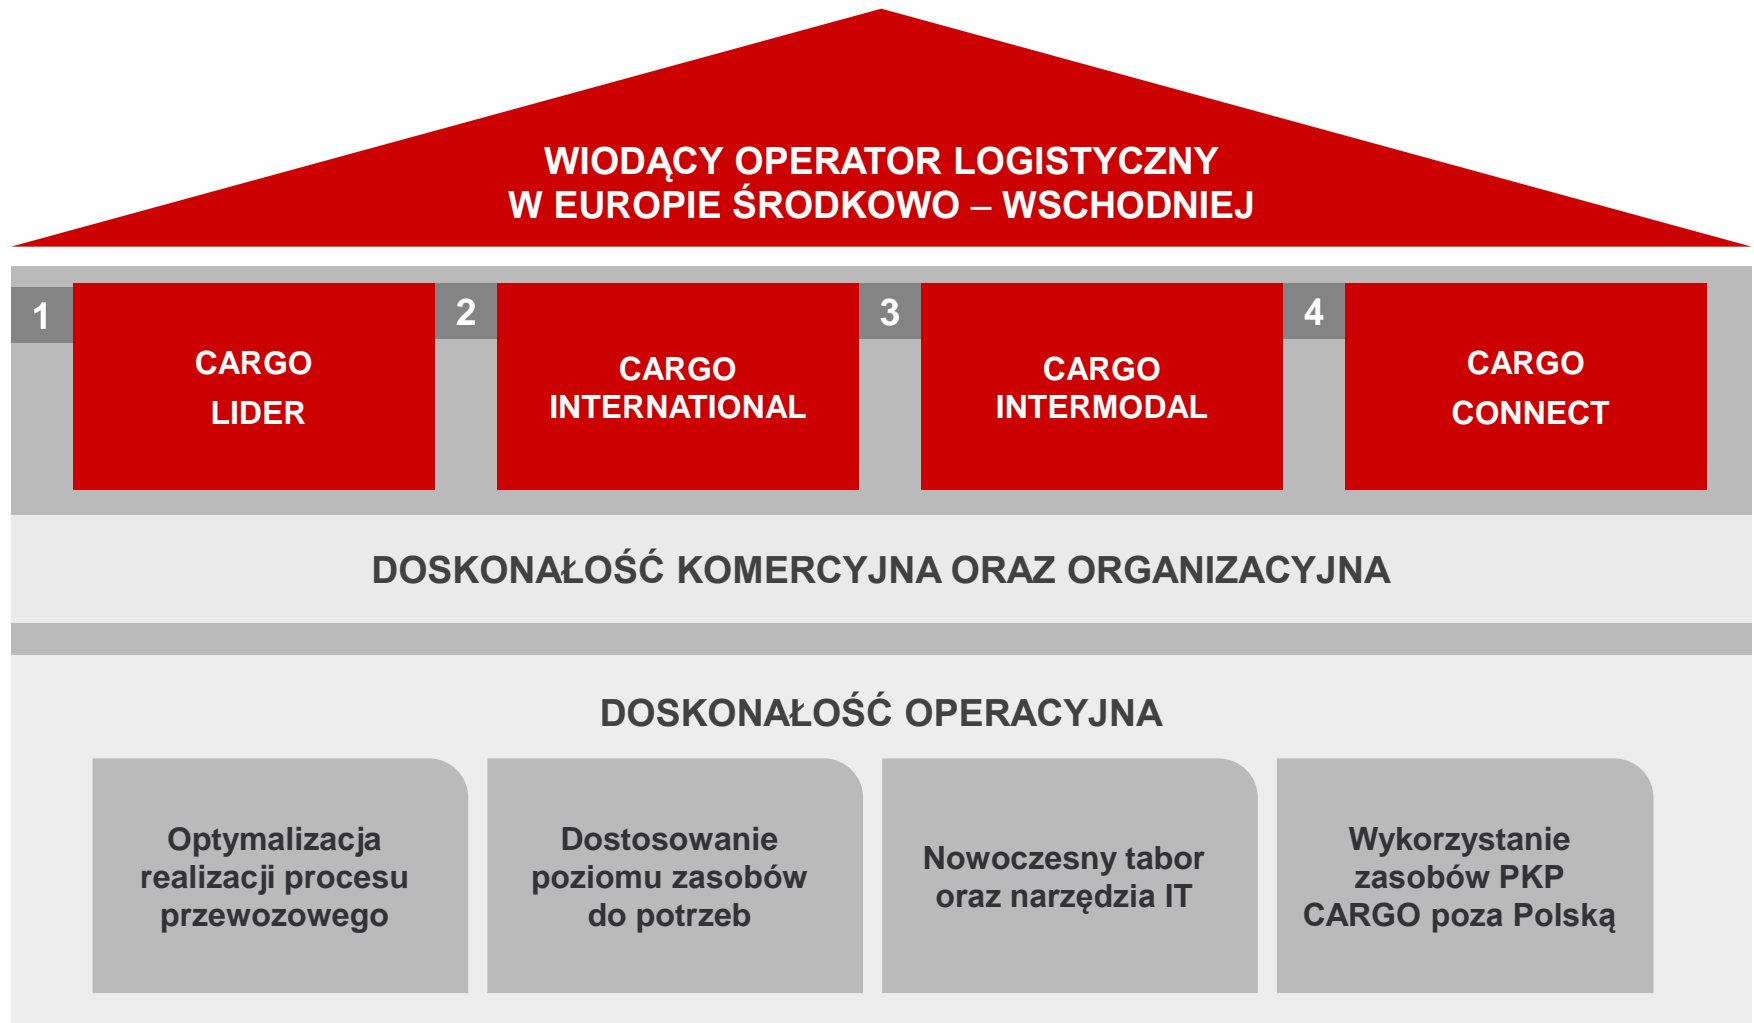 WIODĄCY OPERATOR LOGISTYCZNY
W EUROPIE ŚRODKOWO – WSCHODNIEJ
1
CARGO
LIDER
2
CARGO
INTERNATIONAL
3
CARGO
INTERMODAL
4
CARGO
CONNECT
DOSKONAŁOŚĆ KOMERCYJNA ORAZ ORGANIZACYJNA
DOSKONAŁOŚĆ OPERACYJNA
Optymalizacja
realizacji procesu
przewozowego
Dostosowanie
poziomu zasobów
do potrzeb
Nowoczesny tabor
oraz narzędzia IT
Wykorzystanie
zasobów PKP
CARGO poza Polską